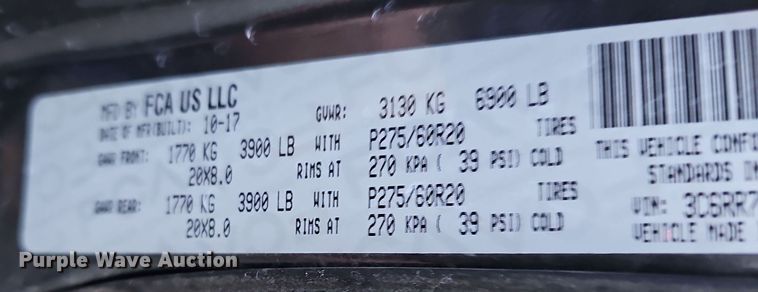 MFD BY FCA US LLC
DATE OF MFR(BUILT): 10-17 GVWR: 3130 KG 6900 LB
GAWR FRONT: 1770 KG 3900 LB WITH P275/60R20 TIRES
20X8.0 RIMS AT 270 KPA ( 39 PSI) COLD
GAWR REAR: 1770 KG 3900 LB WITH P275/60R20 TIRES
20X8.0 RIMS AT 270 KPA ( 39 PSI) COLD
THIS VEHICLE CONF
STANDARDS IN
VIN: 3C6RR7
VEHICLE MADE
Purple Wave Auction